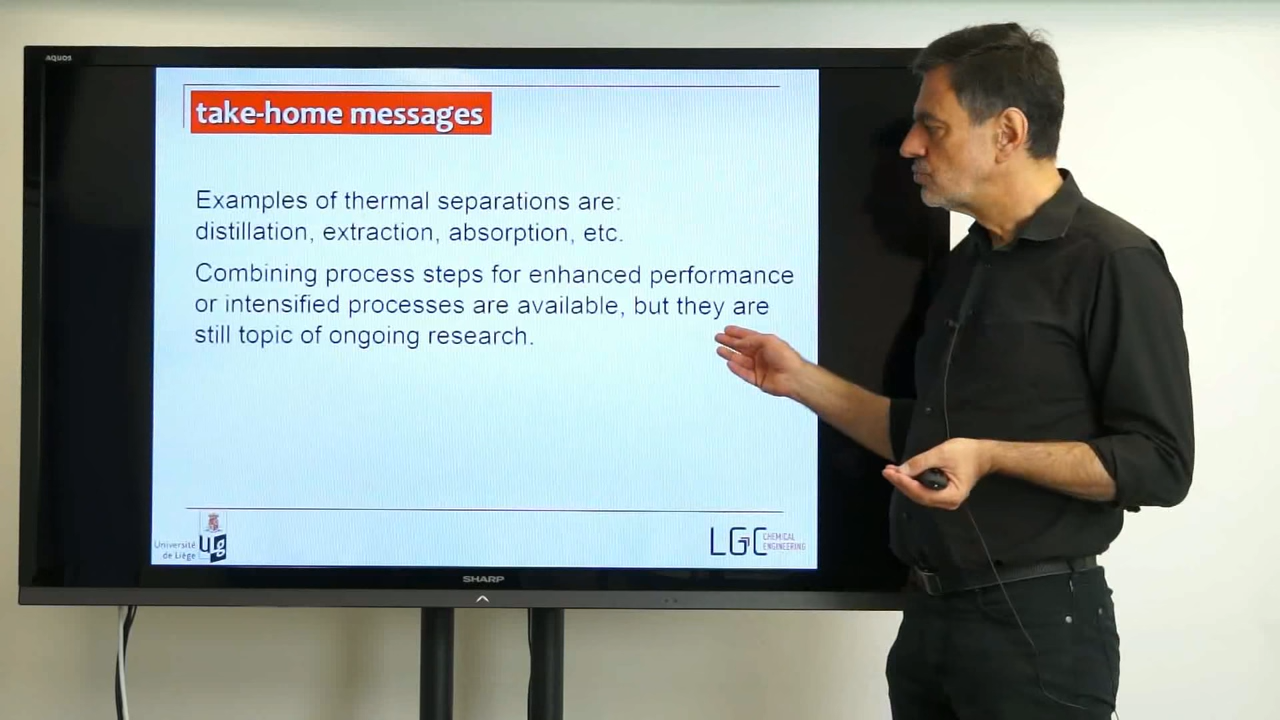 AQUOS
take-home messages
Examples of thermal separations are:
distillation, extraction, absorption, etc.
Combining process steps for enhanced performance
or intensified processes are available, but they are
still topic of ongoing research.
Université
de Liège
LGC
CHEMICAL
ENGINEERING
SHARP